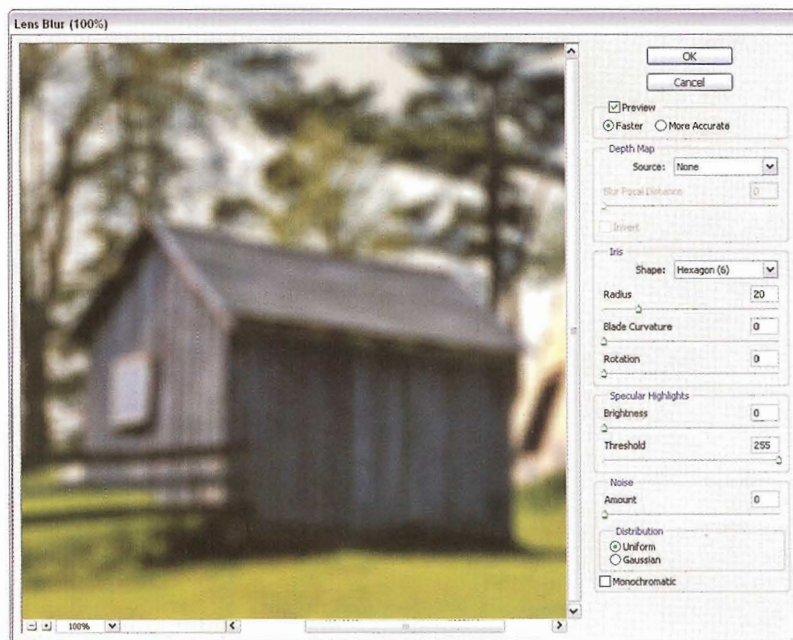 Lens Blur (100%)
OK
Cancel
Preview
Faster
More Accurate
Depth Map
Source: None
Blur Focal Distance 0
Invert
Iris
Shape: Hexagon (6)
Radius 20
Blade Curvature 0
Rotation 0
Specular Highlights
Brightness 0
Threshold 255
Noise
Amount 0
Distribution
Uniform
Gaussian
Monochromatic
100%